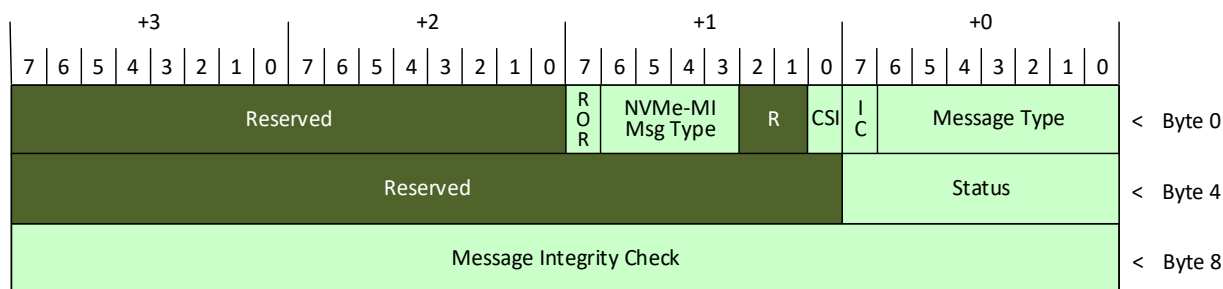 +3 +2 +1 +0
7 6 5 4 3 2 1 0 7 6 5 4 3 2 1 0 7 6 5 4 3 2 1 0 7 6 5 4 3 2 1 0
Reserved ROR NVMe-MI Msg Type R CSI IC Message Type < Byte 0
Reserved Status < Byte 4
Message Integrity Check < Byte 8